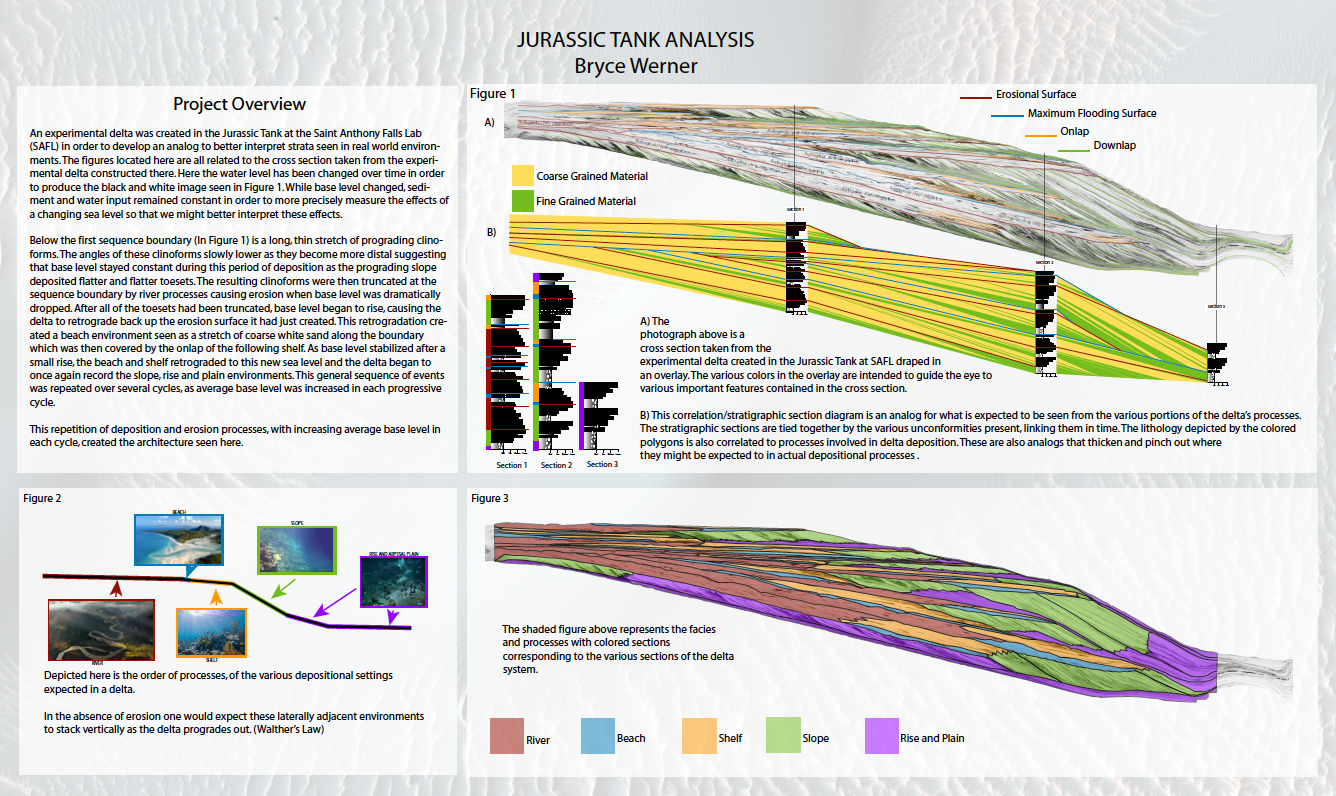 JURASSIC TANK ANALYSIS
Bryce Werner
Project Overview
An experimental delta was created in the Jurassic Tank at the Saint Anthony Falls Lab
(SAFL) in order to develop an analog to better interpret strata seen in real world environ-
ments. The figures located here are all related to the cross section taken from the experi-
mental delta constructed there. Here the water level has been changed over time in order
to produce the black and white image seen in Figure 1. While base level changed, sedi-
ment and water input remained constant in order to more precisely measure the effects of
a changing sea level so that we might better interpret these effects.
Below the first sequence boundary (In Figure 1) is a long, thin stretch of prograding clino-
forms. The angles of these clinoforms slowly lower as they become more distal suggesting
that base level stayed constant during this period of deposition as the prograding slope
deposited flatter and flatter toesets. The resulting clinoforms were then truncated at the
sequence boundary by river processes causing erosion when base level was dramatically
dropped. After all of the toesets had been truncated, base level began to rise, causing the
delta to retrograde back up the erosion surface it had just created. This retrogradation cre-
ated a beach environment seen as a stretch of coarse white sand along the boundary
which was then covered by the onlap of the following shelf. As base level stabilized after a
small rise, the beach and shelf retrograded to this new sea level and the delta began to
once again record the slope, rise and plain environments. This general sequence of events
was repeated over several cycles, as average base level was increased in each progressive
cycle.
This repetition of deposition and erosion processes, with increasing average base level in
each cycle, created the architecture seen here.
Figure 1
A)
Erosional Surface
Maximum Flooding Surface
Onlap
Downlap
Coarse Grained Material
Fine Grained Material
B)
section 1
section 2
section 3
Section 1
Section 2
Section 3
A) The
photograph above is a
cross section taken from the
experimental delta created in the Jurassic Tank at SAFL draped in
an overlay. The various colors in the overlay are intended to guide the eye to
various important features contained in the cross section.
B) This correlation/stratigraphic section diagram is an analog for what is expected to be seen from the various portions of the delta's processes.
The stratigraphic sections are tied together by the various unconformities present, linking them in time. The lithology depicted by the colored
polygons is also correlated to processes involved in delta deposition. These are also analogs that thicken and pinch out where
they might be expected to in actual depositional processes .
Figure 2
BEACH
SLOPE
RISE AND ABYSSAL PLAIN
RIVER
SHELF
Depicted here is the order of processes, of the various depositional settings
expected in a delta.
In the absence of erosion one would expect these laterally adjacent environments
to stack vertically as the delta progrades out. (Walther's Law)
Figure 3
The shaded figure above represents the facies
and processes with colored sections
corresponding to the various sections of the delta
system.
River
Beach
Shelf
Slope
Rise and Plain